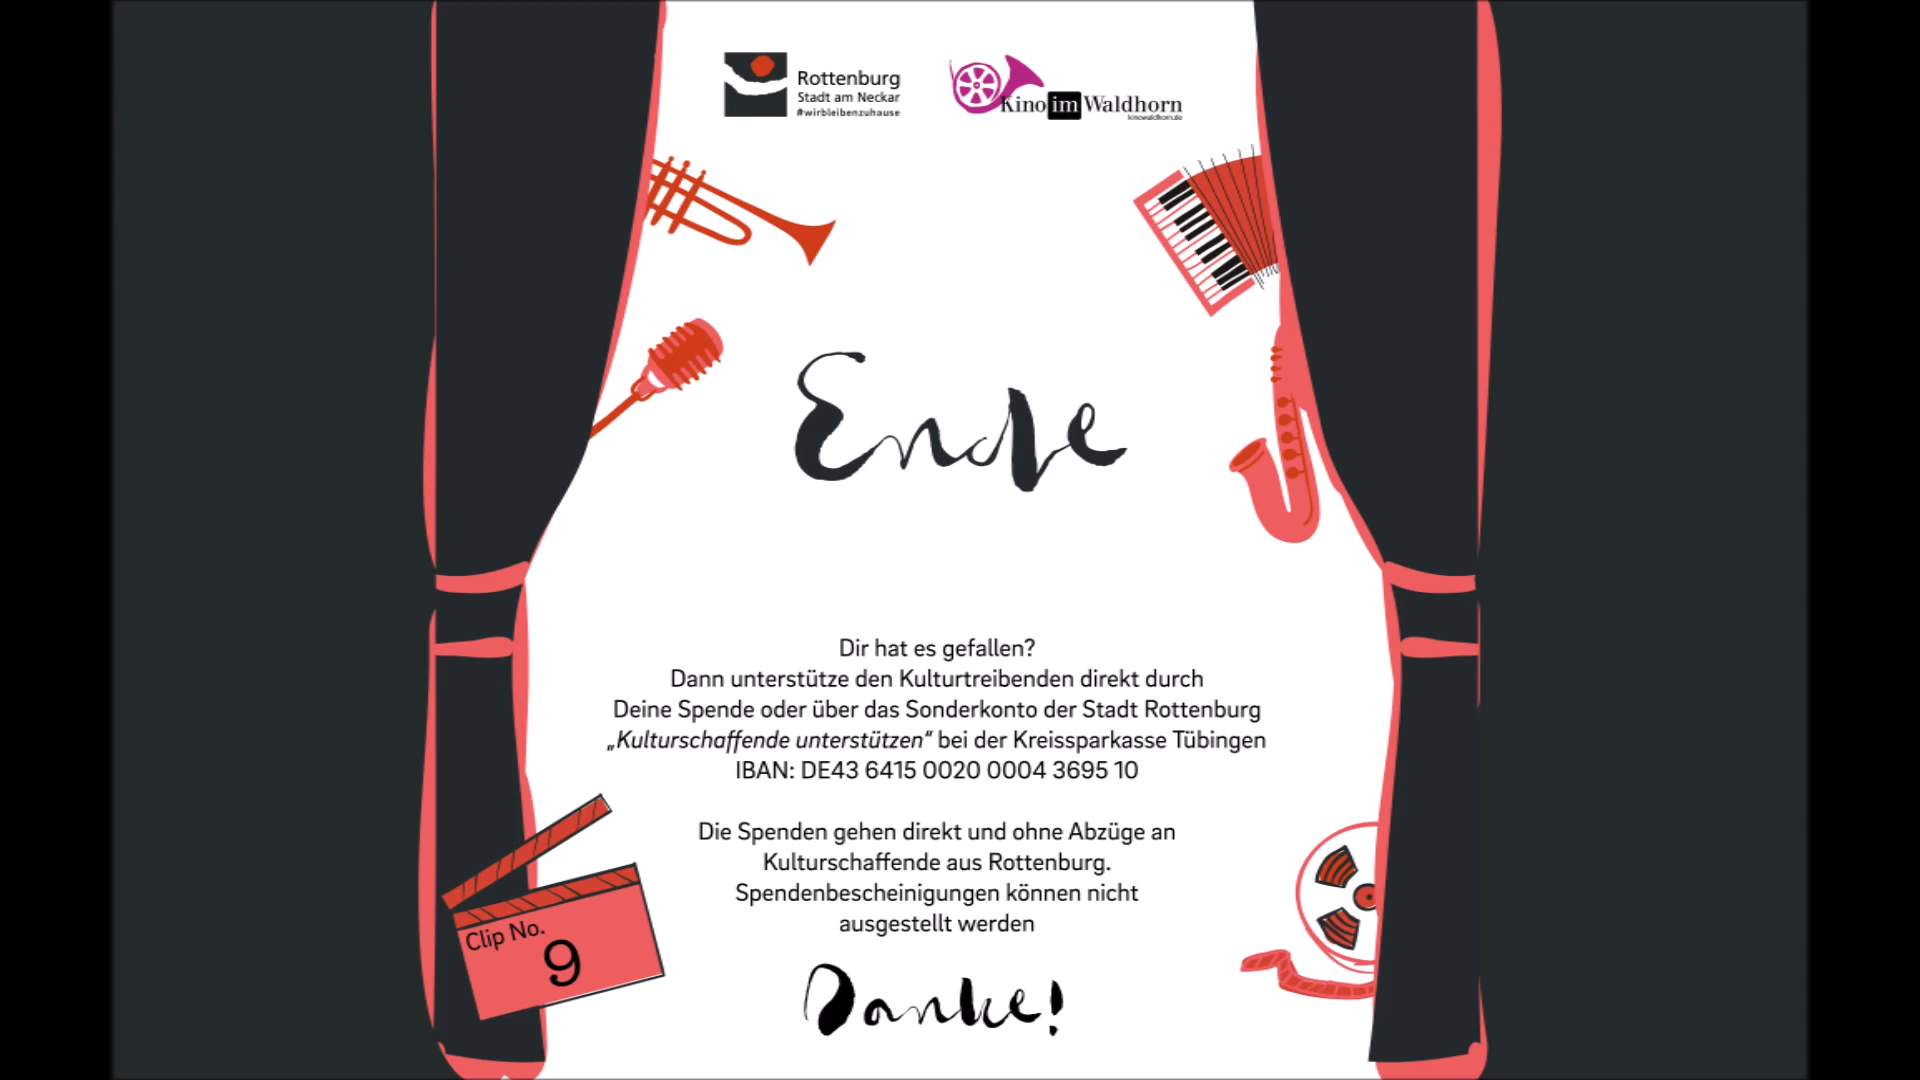 Rottenburg
Stadt am Neckar
#wirbleibenzuhause
Kino im Waldhorn
kinowaldhorn.de
Ende
Dir hat es gefallen?
Dann unterstütze den Kulturtreibenden direkt durch
Deine Spende oder über das Sonderkonto der Stadt Rottenburg
„Kulturschaffende unterstützen“ bei der Kreissparkasse Tübingen
IBAN: DE43 6415 0020 0004 3695 10
Die Spenden gehen direkt und ohne Abzüge an
Kulturschaffende aus Rottenburg.
Spendenbescheinigungen können nicht
ausgestellt werden
Clip No.
9
Danke!